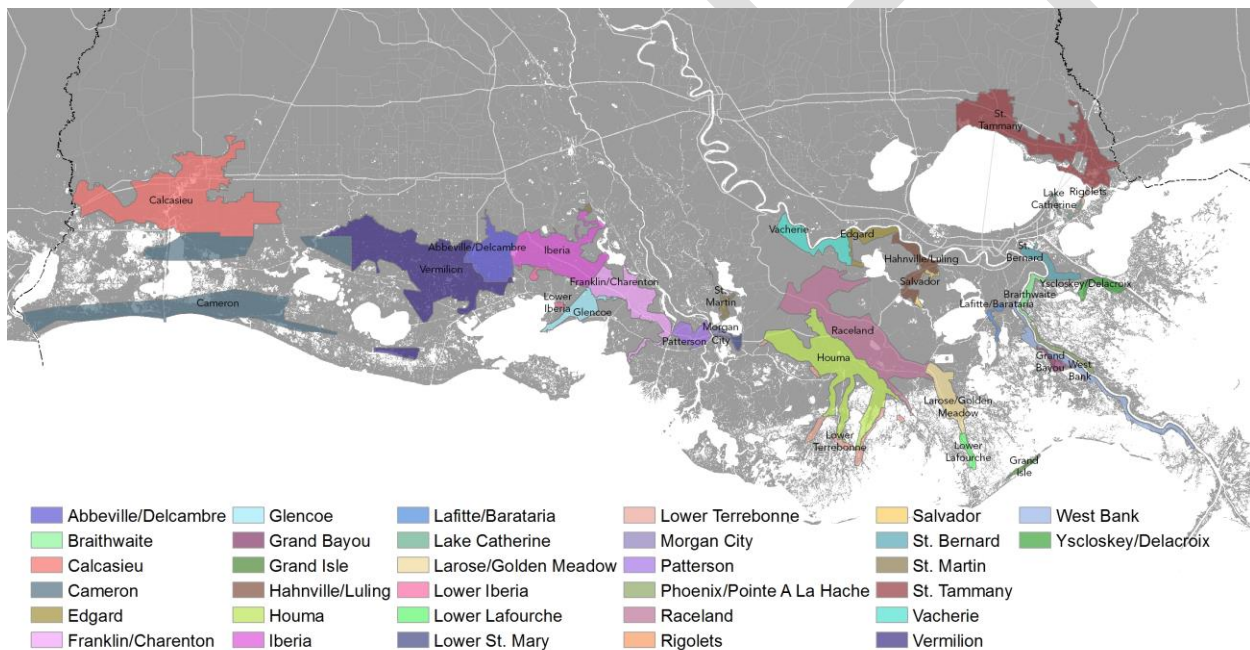 St.
Tammany
Lake
Catherine
Rigolets
Calcasieu
Vacherie
Edgard
Abbeville/Delcambre
Iberia
Hahnville/Luling
St.
Bernard
Vermilion
Franklin/Charenton
Salvador
Yscloskey/Delacroix
Braithwaite
Cameron
Lower
Iberia
Glencoe
St.
Martin
Lafitte/Barataria
Morgan
City
Patterson
Raceland
Houma
Grand
Bayou
West
Bank
Larose/Golden
Meadow
Lower
Terrebonne
Lower
Lafourche
Grand
Isle
Abbeville/Delcambre
Braithwaite
Calcasieu
Cameron
Edgard
Franklin/Charenton
Glencoe
Grand Bayou
Grand Isle
Hahnville/Luling
Houma
Iberia
Lafitte/Barataria
Lake Catherine
Larose/Golden Meadow
Lower Iberia
Lower Lafourche
Lower St. Mary
Lower Terrebonne
Morgan City
Patterson
Phoenix/Pointe A La Hache
Raceland
Rigolets
Salvador
St. Bernard
St. Martin
St. Tammany
Vacherie
Vermilion
West Bank
Yscloskey/Delacroix